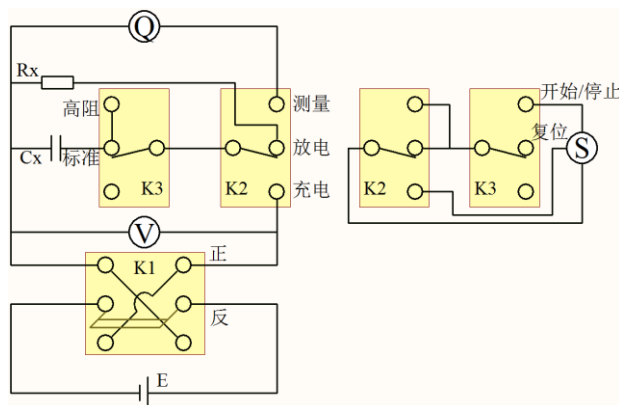 Q
Rx
高阻
测量
开始/停止
Cx
标准
放电
复位
S
K3
K2
充电
K2
K3
V
K1
正
反
E